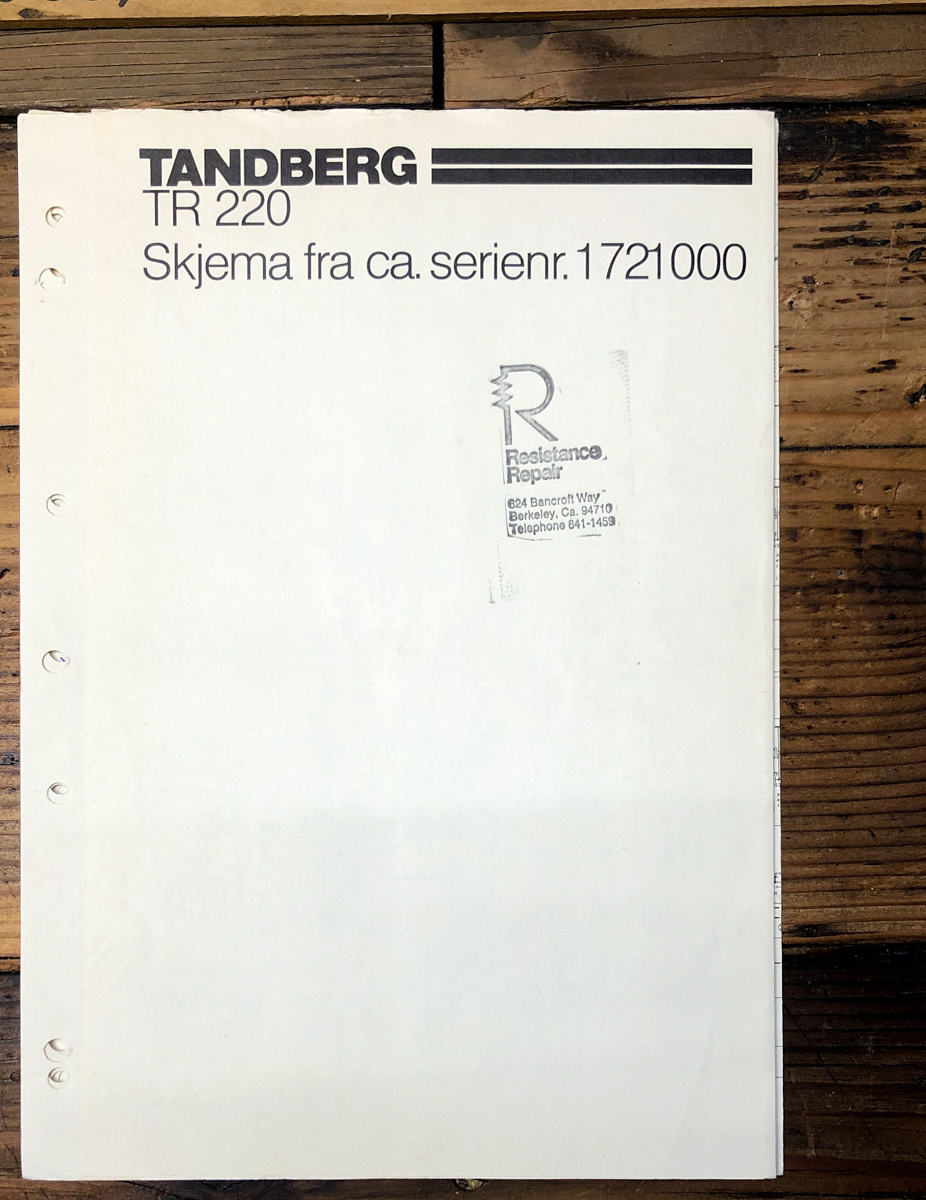 TANDBERG
TR 220
Skjema fra ca. serienr. 1721000
R
Resistance
Repair
624 Bancroft Way
Berkeley, Ca. 94710
Telephone 841-1459